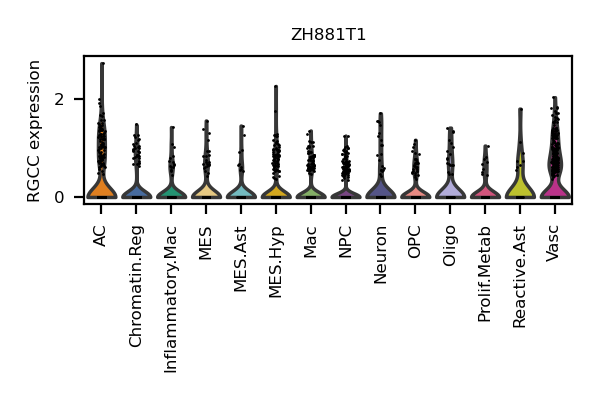 ZH881T1
RGCC expression
2
0
AC
Chromatin.Reg
Inflammatory.Mac
MES
MES.Ast
MES.Hyp
Mac
NPC
Neuron
OPC
Oligo
Prolif.Metab
Reactive.Ast
Vasc